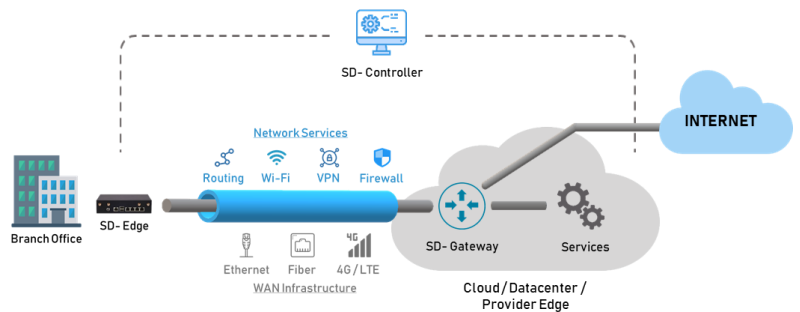 SD- Controller
INTERNET
Network Services
Routing
Wi-Fi
VPN
Firewall
Branch Office
SD- Edge
SD- Gateway
Services
Ethernet
Fiber
4G
4G / LTE
WAN Infrastructure
Cloud / Datacenter /
Provider Edge